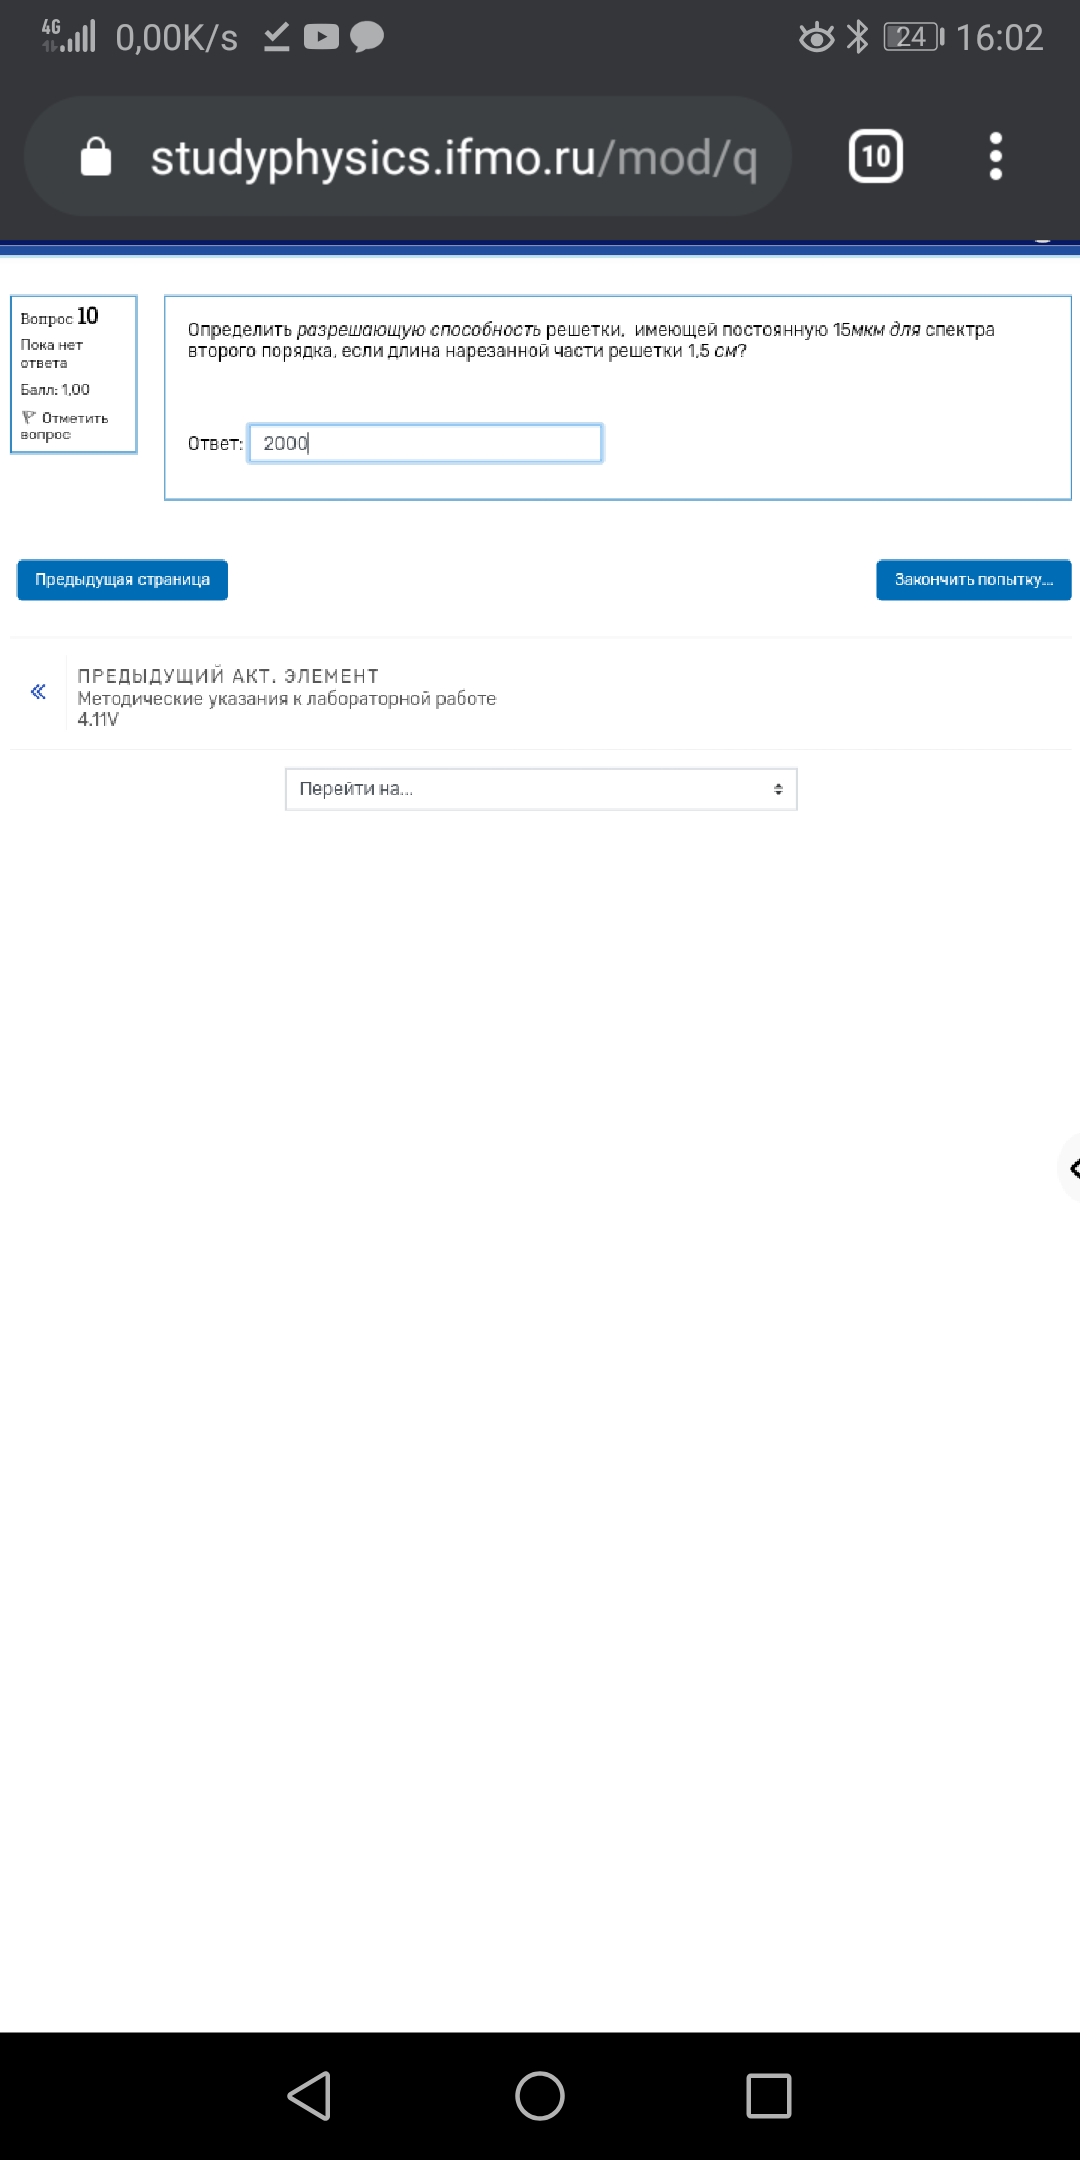 4G 0,00K/s 24 16:02
studyphysics.ifmo.ru/mod/q 10
Вопрос 10
Пока нет
ответа
Балл: 1,00
Отметить
вопрос
Определить разрешающую способность решетки, имеющей постоянную 15мкм для спектра
второго порядка, если длина нарезанной части решетки 1,5 см?
Ответ: 2000
Предыдущая страница
Закончить попытку...
ПРЕДЫДУЩИЙ АКТ. ЭЛЕМЕНТ
Методические указания к лабораторной работе
4.11V
Перейти на...